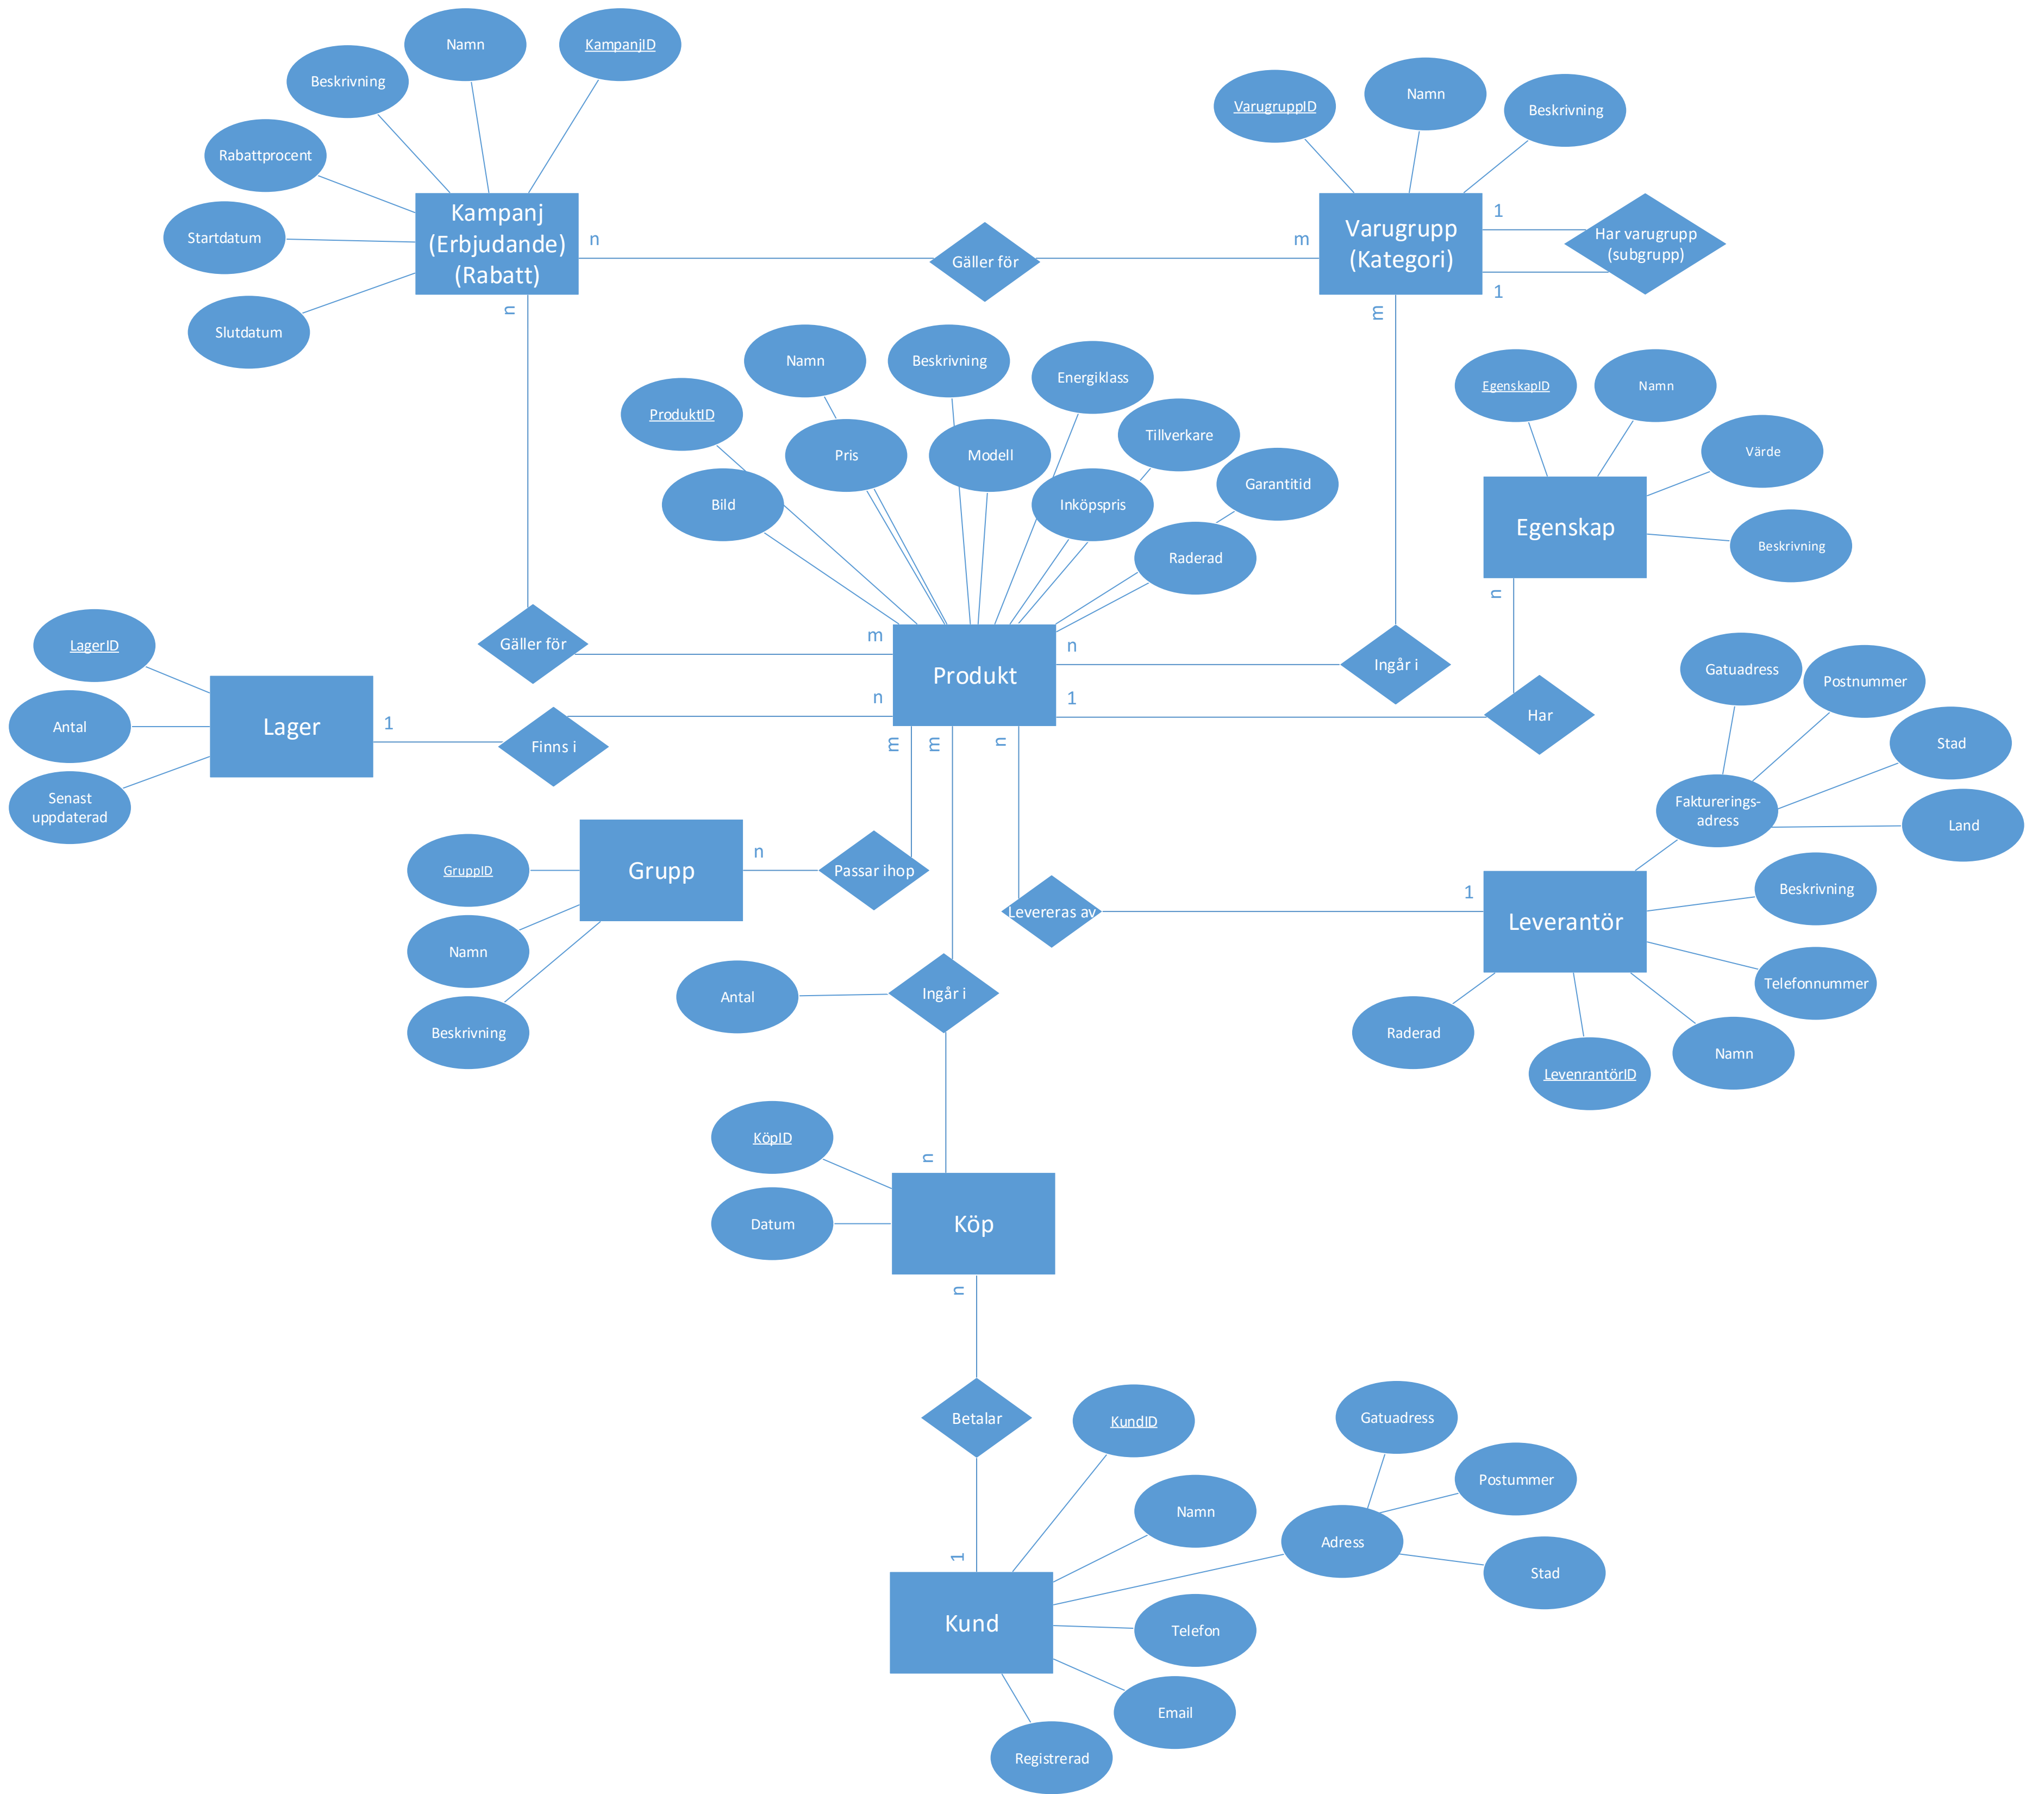 Namn
KampanjID
Beskrivning
Rabattprocent
Startdatum
Slutdatum
Kampanj
(Erbjudande)
(Rabatt)
n
n
Gäller för
m
VarugruppID
Namn
Beskrivning
Varugrupp
(Kategori)
1
1
Har varugrupp
(subgrupp)
m
Namn
Beskrivning
Energiklass
ProduktID
Pris
Modell
Tillverkare
Bild
Inköpspris
Garantitid
Raderad
EgenskapID
Namn
Värde
Beskrivning
Egenskap
n
Gäller för
m
Produkt
n
Ingår i
1
Har
n
m
m
n
LagerID
Antal
Senast
uppdaterad
Lager
1
Finns i
Gatuadress
Postnummer
Stad
Land
Fakturerings-
adress
GruppID
Namn
Beskrivning
Grupp
n
Passar ihop
Levereras av
1
Leverantör
Beskrivning
Telefonnummer
Namn
LevenrantörID
Raderad
Antal
Ingår i
n
KöpID
Datum
Köp
n
Betalar
1
KundID
Namn
Gatuadress
Postummer
Adress
Stad
Kund
Telefon
Email
Registrerad